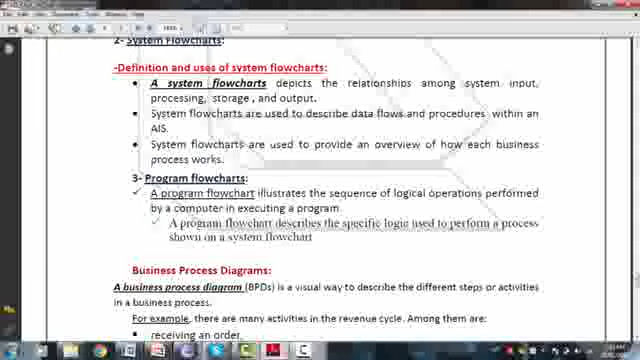 2- System Flowcharts:
-Definition and uses of system flowcharts:
• A system flowcharts depicts the relationships among system input,
processing, storage , and output.
• System flowcharts are used to describe data flows and procedures within an
AIS.
• System flowcharts are used to provide an overview of how each business
process works.
3- Program flowcharts:
✓ A program flowchart illustrates the sequence of logical operations performed
by a computer in executing a program
✓ A program flowchart describes the specific logic used to perform a process
shown on a system flowchart
Business Process Diagrams:
A business process diagram (BPDs) is a visual way to describe the different steps or activities
in a business process.
For example, there are many activities in the revenue cycle. Among them are:
▪ receiving an order,